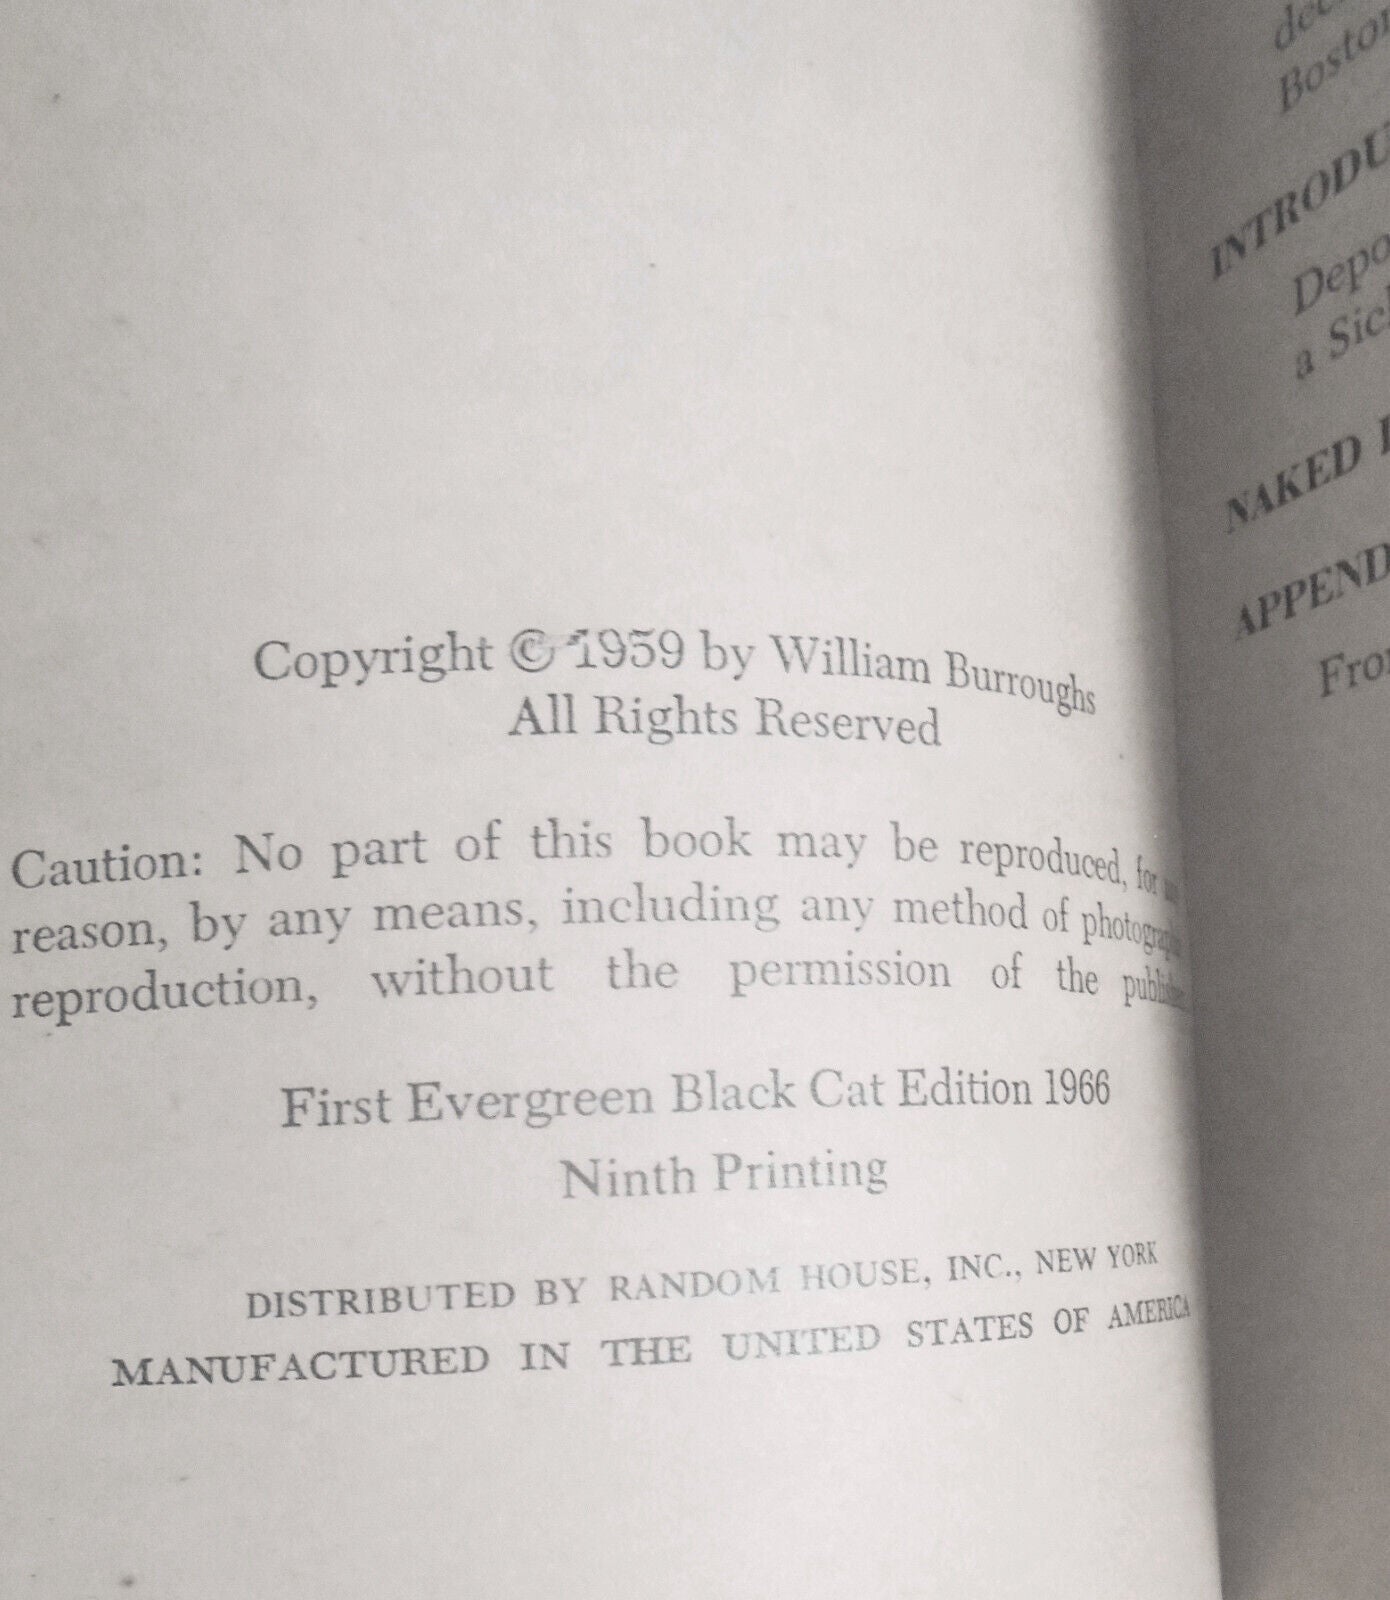 Copyright © 1959 by William Burroughs
All Rights Reserved
Caution: No part of this book may be reproduced, for
reason, by any means, including any method of
reproduction, without the permission of the
First Evergreen Black Cat Edition 1966
Ninth Printing
DISTRIBUTED BY RANDOM HOUSE, INC., NEW YORK
MANUFACTURED IN THE UNITED STATES OF AMERICA
Boston
INTRODU
Depo
a Sic
NAKED
APPEND
Fro